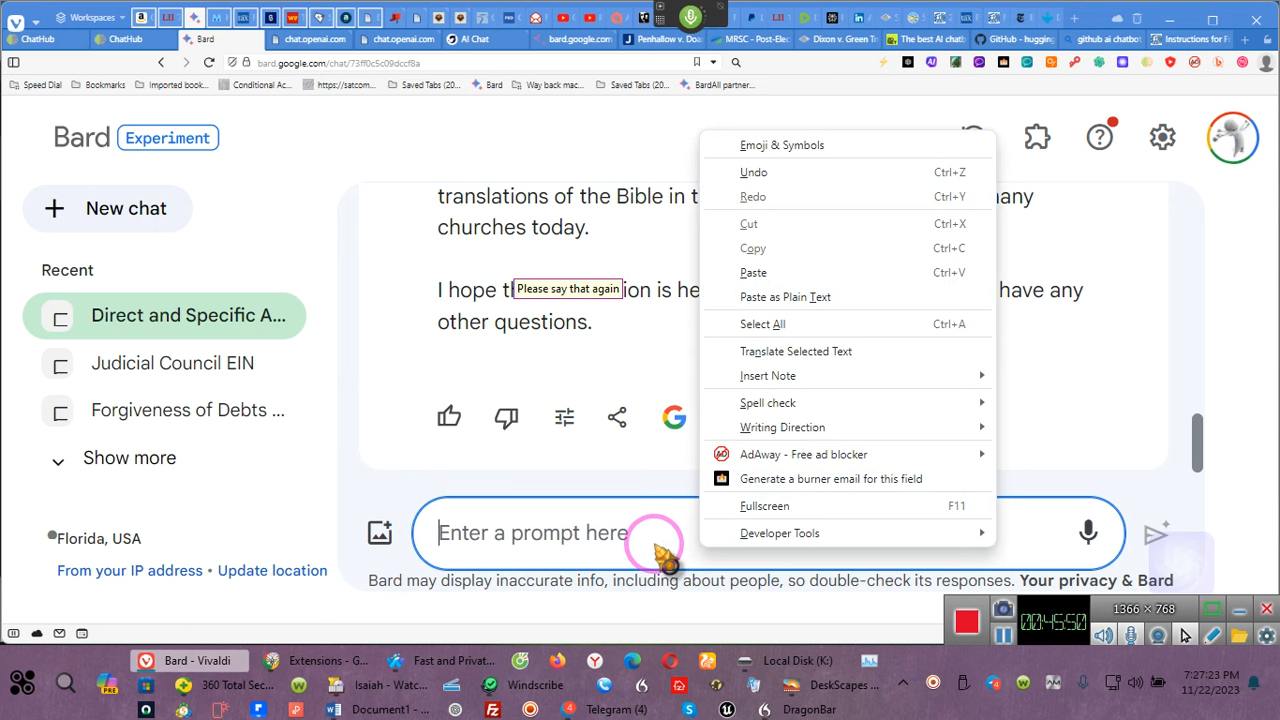 Workspaces
ChatHub
ChatHub
Bard
chat.openai.com
chat.openai.com
AI Chat
bard.google.com
Penhallow v. Doa
MRSC - Post-Elec
Dixon v. Green Tr
The best AI chatb
GitHub - hugging
github ai chatbot
Instructions for F
bard.google.com/chat/73ff0c5c09dccf8a
Speed Dial
Bookmarks
Imported book...
Conditional Ac...
https://satcom...
Saved Tabs (20...
Bard
Way back mac...
Saved Tabs (20...
BardAll partner...
Bard Experiment
New chat
Recent
Direct and Specific A...
Judicial Council EIN
Forgiveness of Debts ...
Show more
Florida, USA
From your IP address • Update location
translations of the Bible in t
any
churches today.
I hope th
Please say that again
ion is he
have any
other questions.
Emoji & Symbols
Undo Ctrl+Z
Redo Ctrl+Y
Cut Ctrl+X
Copy Ctrl+C
Paste Ctrl+V
Paste as Plain Text
Select All Ctrl+A
Translate Selected Text
Insert Note
Spell check
Writing Direction
AdAway - Free ad blocker
Generate a burner email for this field
Fullscreen F11
Developer Tools
Enter a prompt here
Bard may display inaccurate info, including about people, so double-check its responses. Your privacy & Bard
1366 × 768
00:45:50
Bard - Vivaldi
Extensions - G...
Fast and Privat...
Local Disk (K:)
7:27:23 PM
PRE
360 Total Sec...
Isaiah - Watc...
Windscribe
DeskScapes ...
11/22/2023
Document1 - ...
Telegram (4)
DragonBar